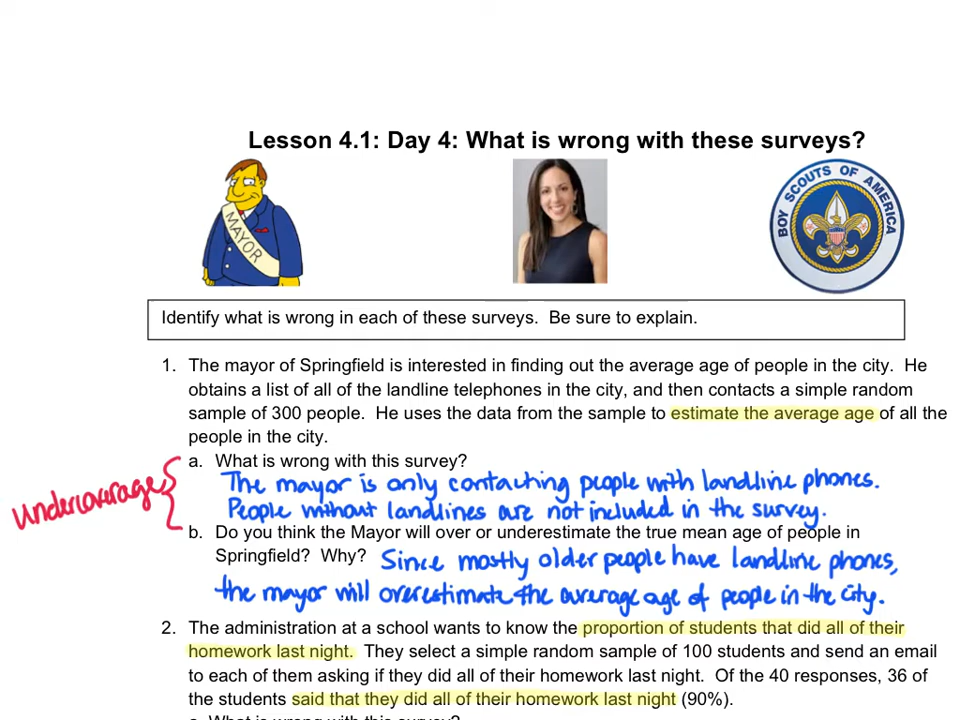 Lesson 4.1: Day 4: What is wrong with these surveys?
MAYOR
BOY SCOUTS OF AMERICA
Identify what is wrong in each of these surveys. Be sure to explain.
1. The mayor of Springfield is interested in finding out the average age of people in the city. He
obtains a list of all of the landline telephones in the city, and then contacts a simple random
sample of 300 people. He uses the data from the sample to estimate the average age of all the
people in the city.
a. What is wrong with this survey?
undercoverage
The mayor is only contacting people with landline phones.
People without landlines are not included in the survey.
b. Do you think the Mayor will over or underestimate the true mean age of people in
Springfield? Why? Since mostly older people have landline phones,
the mayor will overestimate the average age of people in the city.
2. The administration at a school wants to know the proportion of students that did all of their
homework last night. They select a simple random sample of 100 students and send an email
to each of them asking if they did all of their homework last night. Of the 40 responses, 36 of
the students said that they did all of their homework last night (90%).
a. What is wrong with this survey?